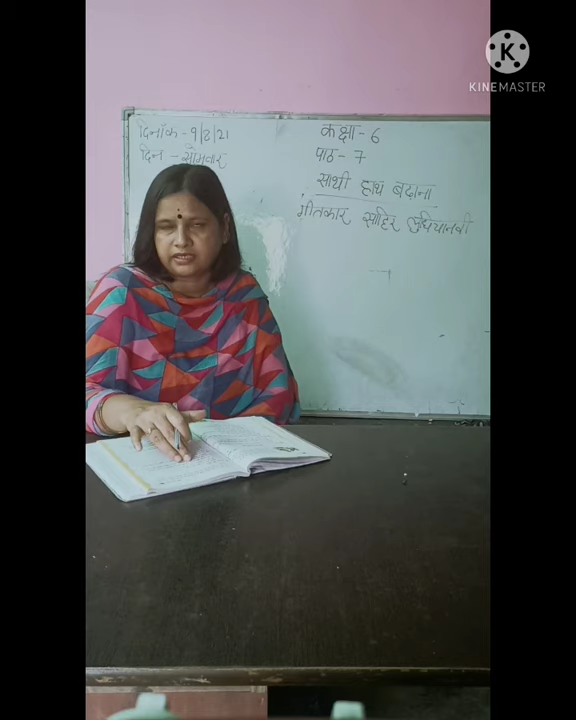 दिनाँक - 9/8/21
दिन - सोमवार
कक्षा - 6
पाठ - 7
साथी हाथ बढ़ाना
गीतकार साहिर लुधियानवी
KINEMASTER